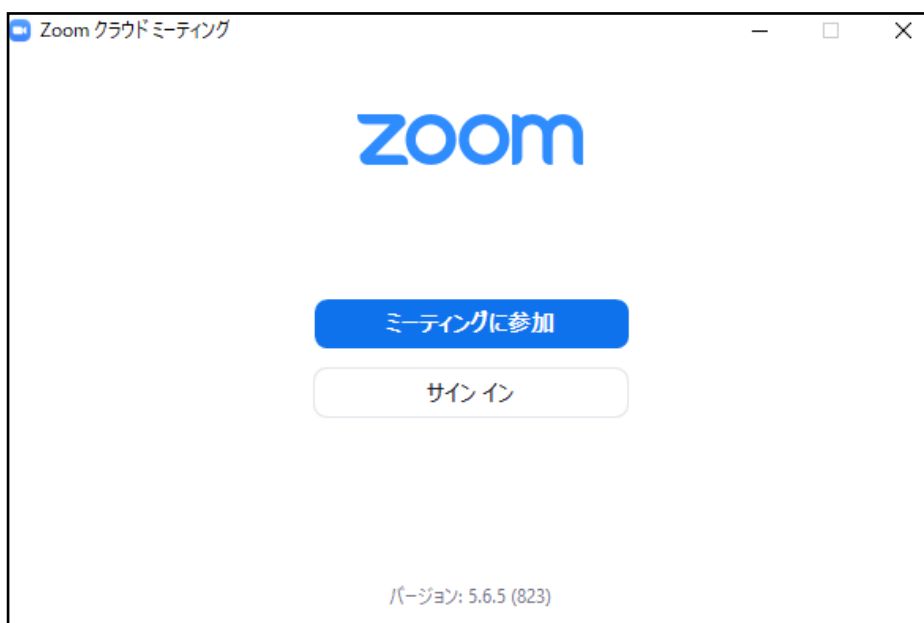 Zoom クラウド ミーティング
zoom
ミーティングに参加
サイン イン
バージョン: 5.6.5 (823)